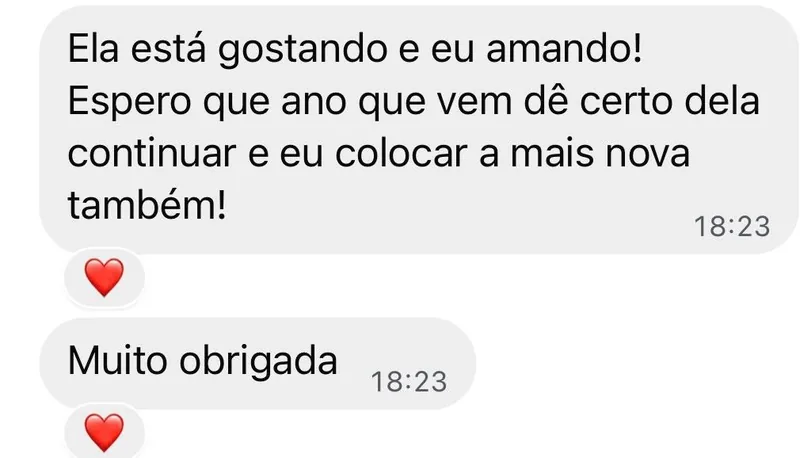 Ela está gostando e eu amando!
Espero que ano que vem dê certo dela
continuar e eu colocar a mais nova
também!
18:23
❤️
Muito obrigada
18:23
❤️